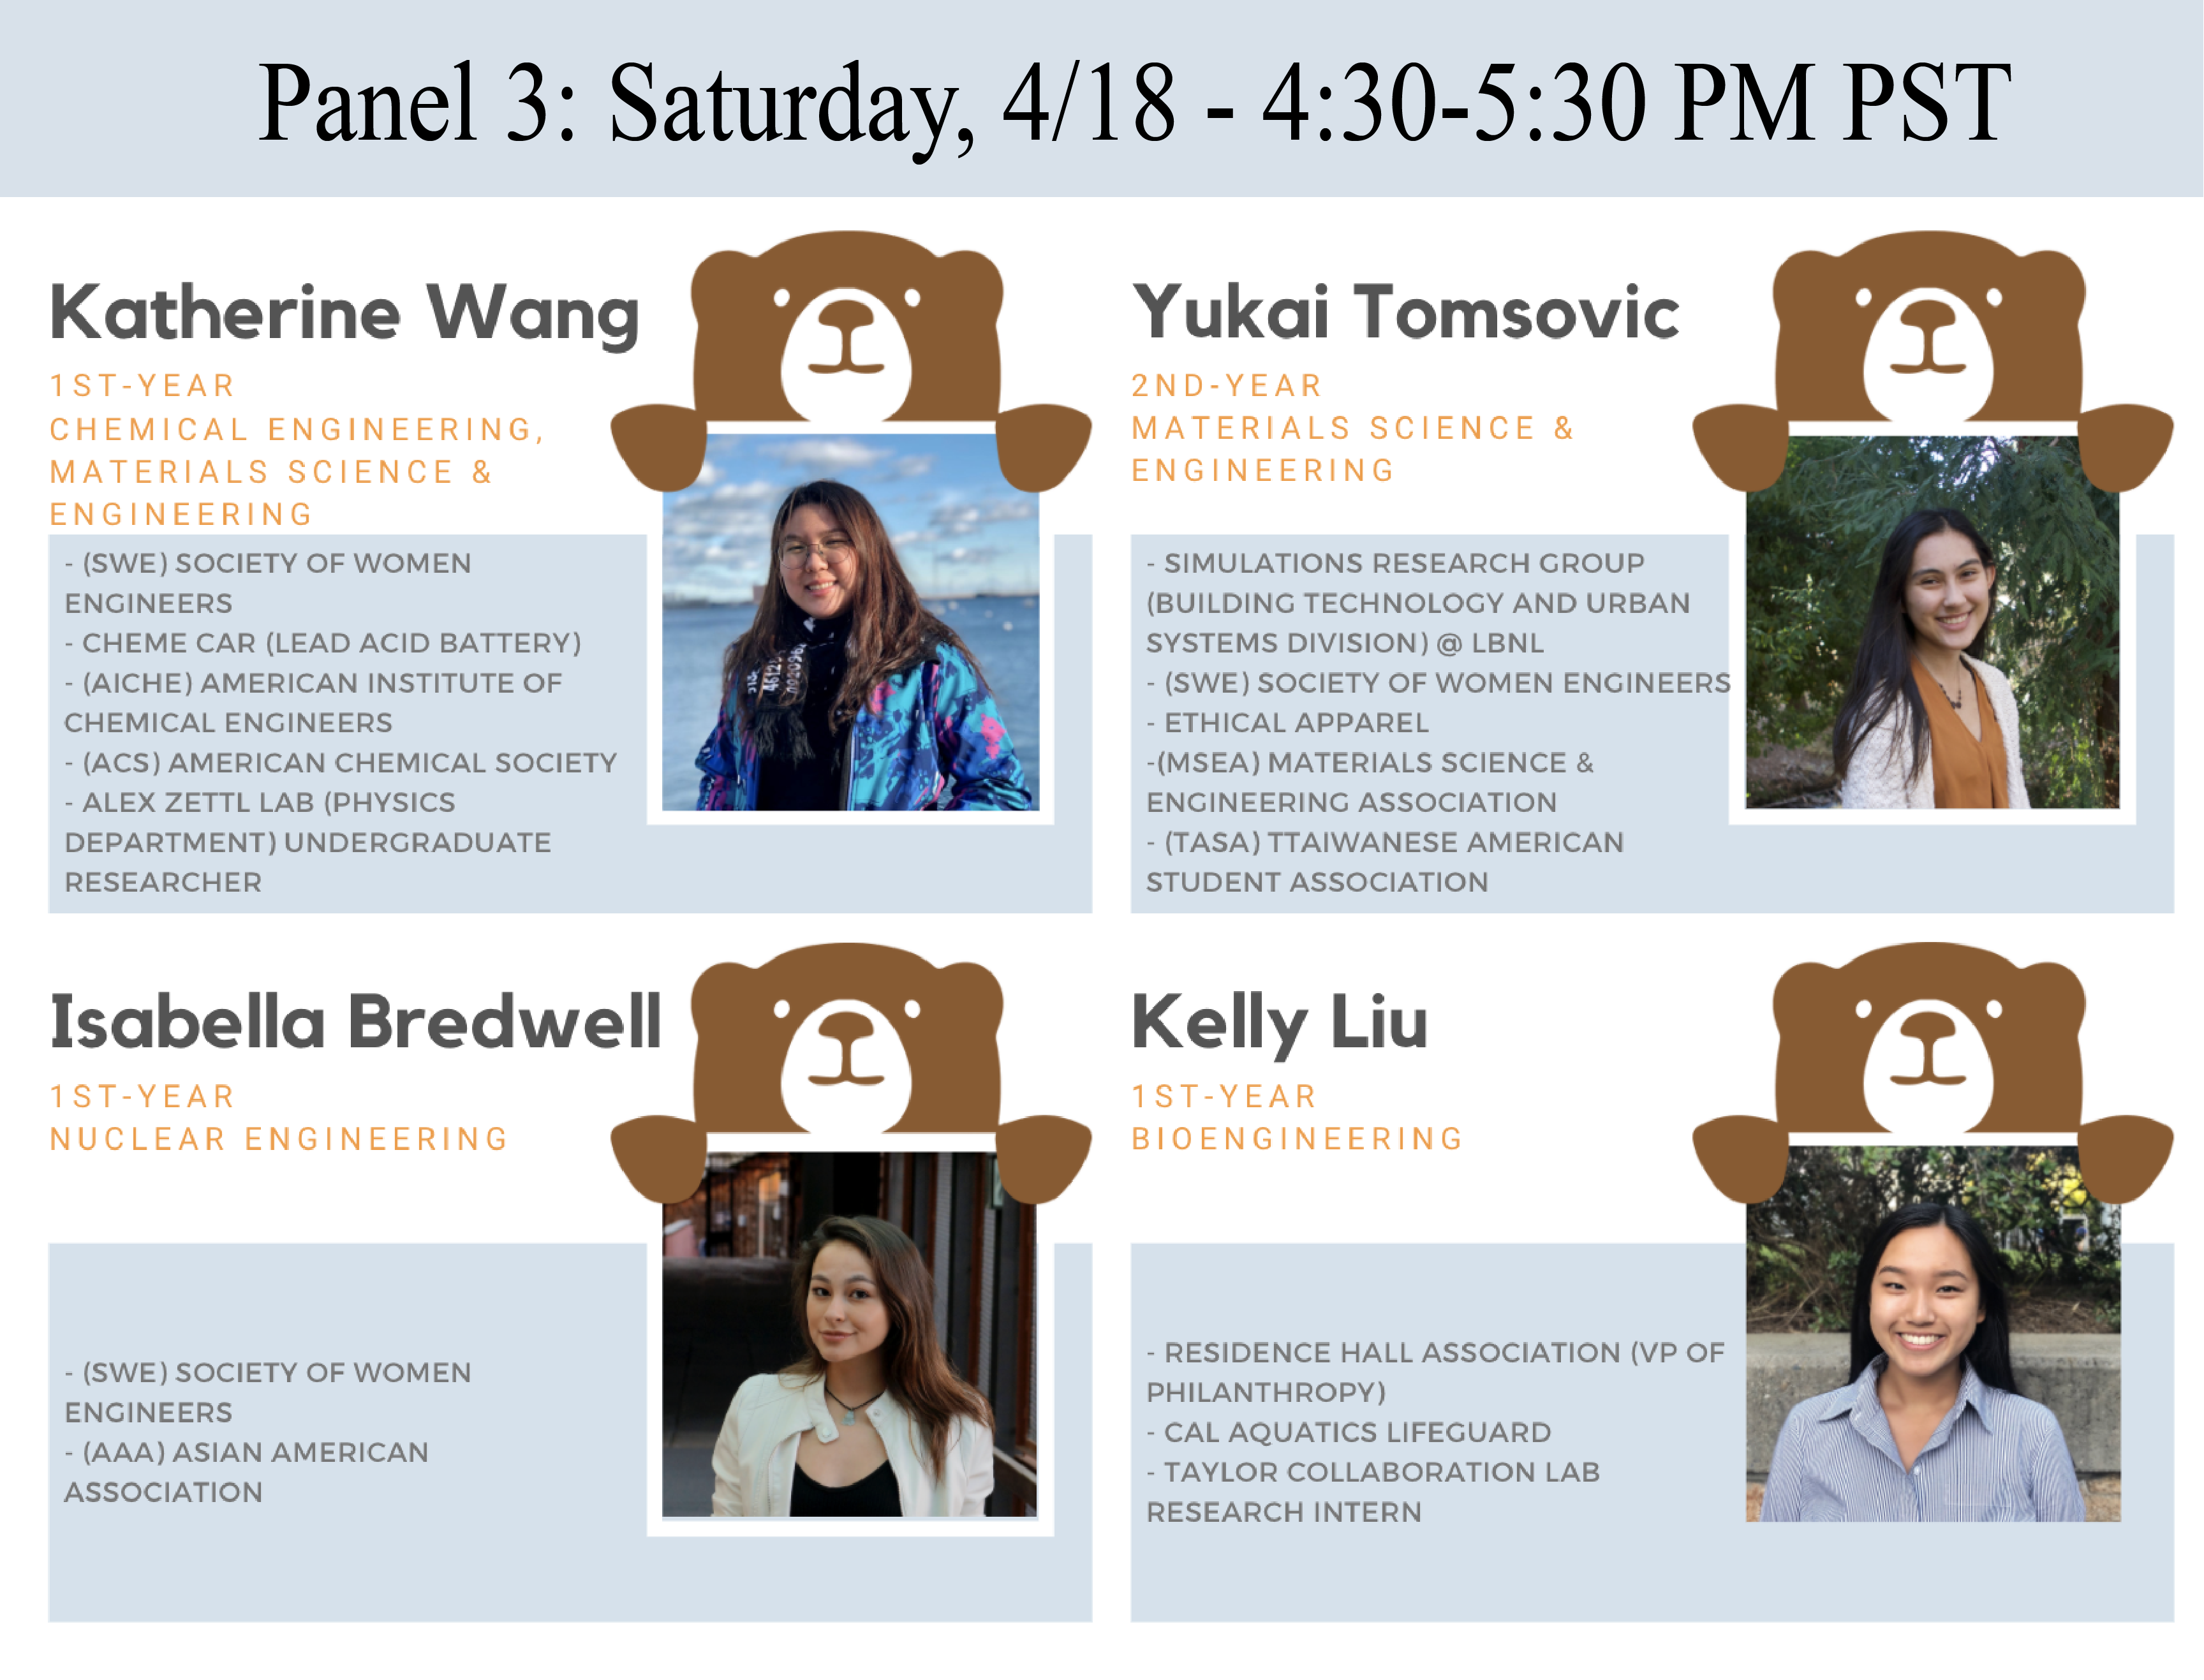 Panel 3: Saturday, 4/18 - 4:30-5:30 PM PST
Katherine Wang
1ST-YEAR
CHEMICAL ENGINEERING,
MATERIALS SCIENCE &
ENGINEERING
- (SWE) SOCIETY OF WOMEN
ENGINEERS
- CHEME CAR (LEAD ACID BATTERY)
- (AICHE) AMERICAN INSTITUTE OF
CHEMICAL ENGINEERS
- (ACS) AMERICAN CHEMICAL SOCIETY
- ALEX ZETTL LAB (PHYSICS
DEPARTMENT) UNDERGRADUATE
RESEARCHER
Yukai Tomsovic
2ND-YEAR
MATERIALS SCIENCE &
ENGINEERING
- SIMULATIONS RESEARCH GROUP
(BUILDING TECHNOLOGY AND URBAN
SYSTEMS DIVISION) @ LBNL
- (SWE) SOCIETY OF WOMEN ENGINEERS
- ETHICAL APPAREL
-(MSEA) MATERIALS SCIENCE &
ENGINEERING ASSOCIATION
- (TASA) TTAIWANESE AMERICAN
STUDENT ASSOCIATION
Isabella Bredwell
1ST-YEAR
NUCLEAR ENGINEERING
- (SWE) SOCIETY OF WOMEN
ENGINEERS
- (AAA) ASIAN AMERICAN
ASSOCIATION
Kelly Liu
1ST-YEAR
BIOENGINEERING
- RESIDENCE HALL ASSOCIATION (VP OF
PHILANTHROPY)
- CAL AQUATICS LIFEGUARD
- TAYLOR COLLABORATION LAB
RESEARCH INTERN